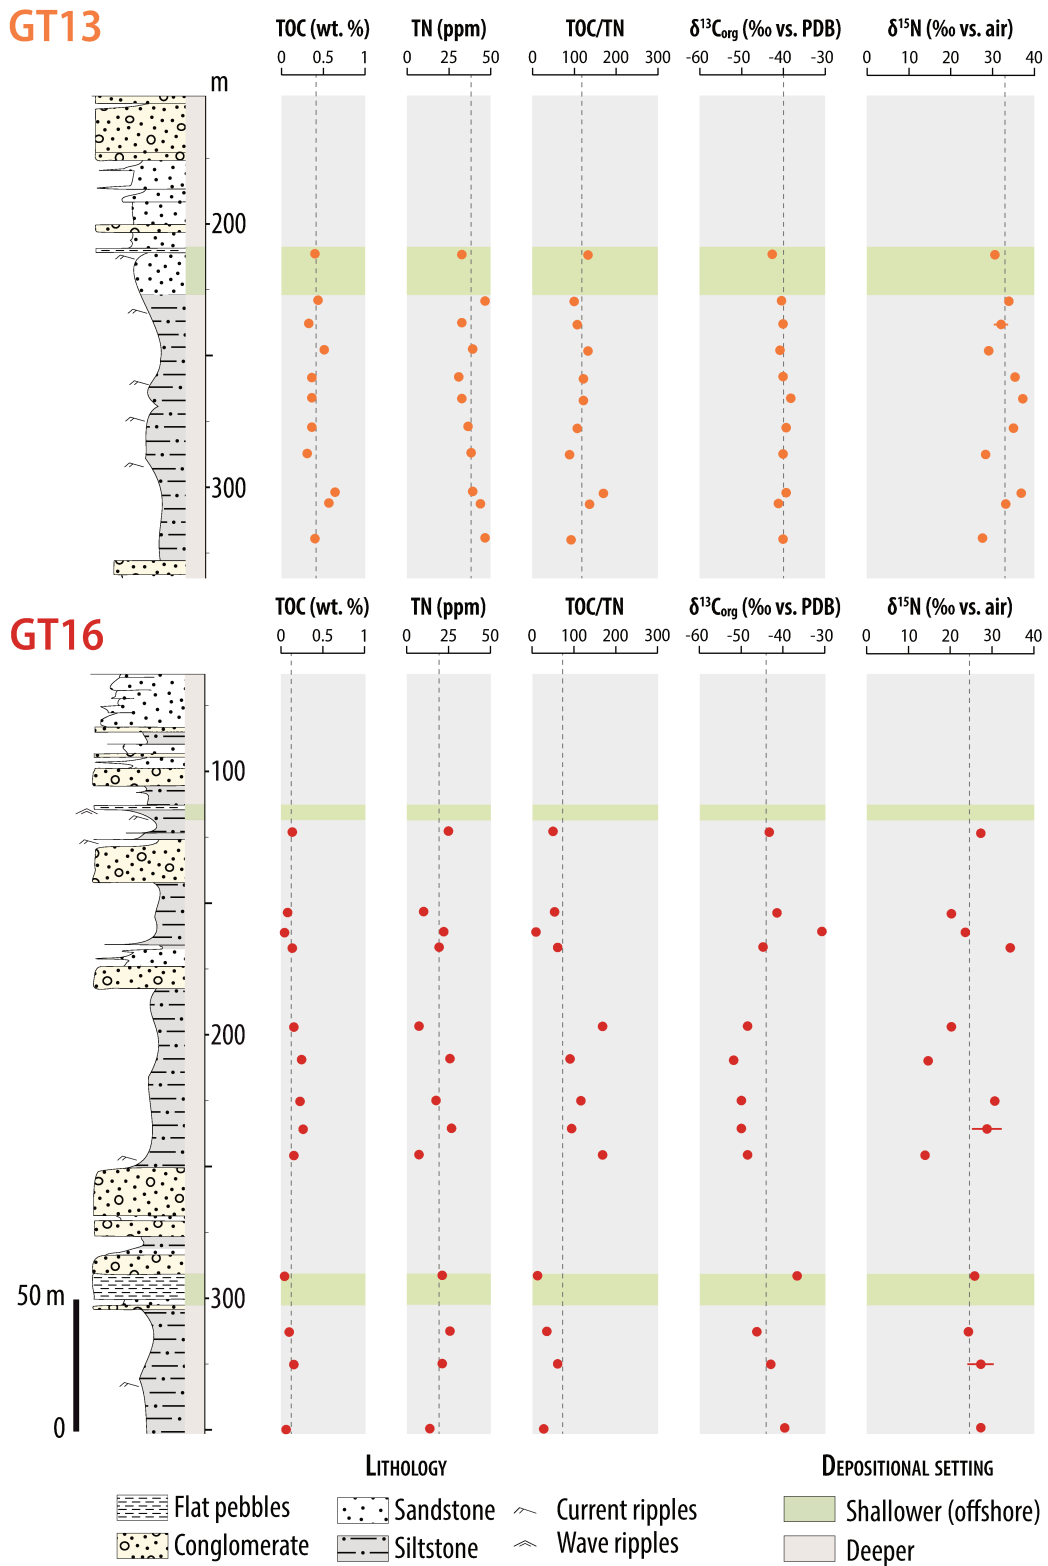 GT13
TOC (wt. %) TN (ppm) TOC/TN δ¹³Corg (‰ vs. PDB) δ¹⁵N (‰ vs. air)
0 0.5 1 0 25 50 0 100 200 300 -60 -50 -40 -30 0 10 20 30 40
m
200
300
TOC (wt. %) TN (ppm) TOC/TN δ¹³Corg (‰ vs. PDB) δ¹⁵N (‰ vs. air)
GT16
0 0.5 1 0 25 50 0 100 200 300 -60 -50 -40 -30 0 10 20 30 40
100
200
50 m 300
0
LITHOLOGY DEPOSITIONAL SETTING
Flat pebbles Sandstone Current ripples Shallower (offshore)
Conglomerate Siltstone Wave ripples Deeper